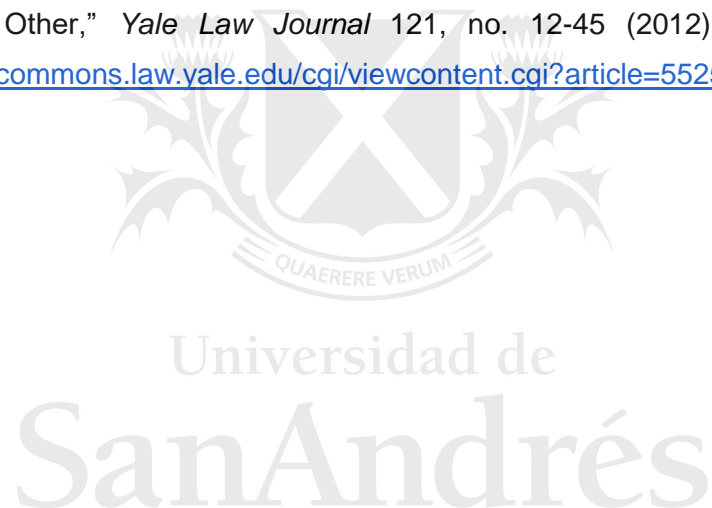 Other,” Yale Law Journal 121, no. 12-45 (2012)
commons.law.yale.edu/cgi/viewcontent.cgi?article=5525
QUAERERE VERUM
Universidad de
SanAndrés